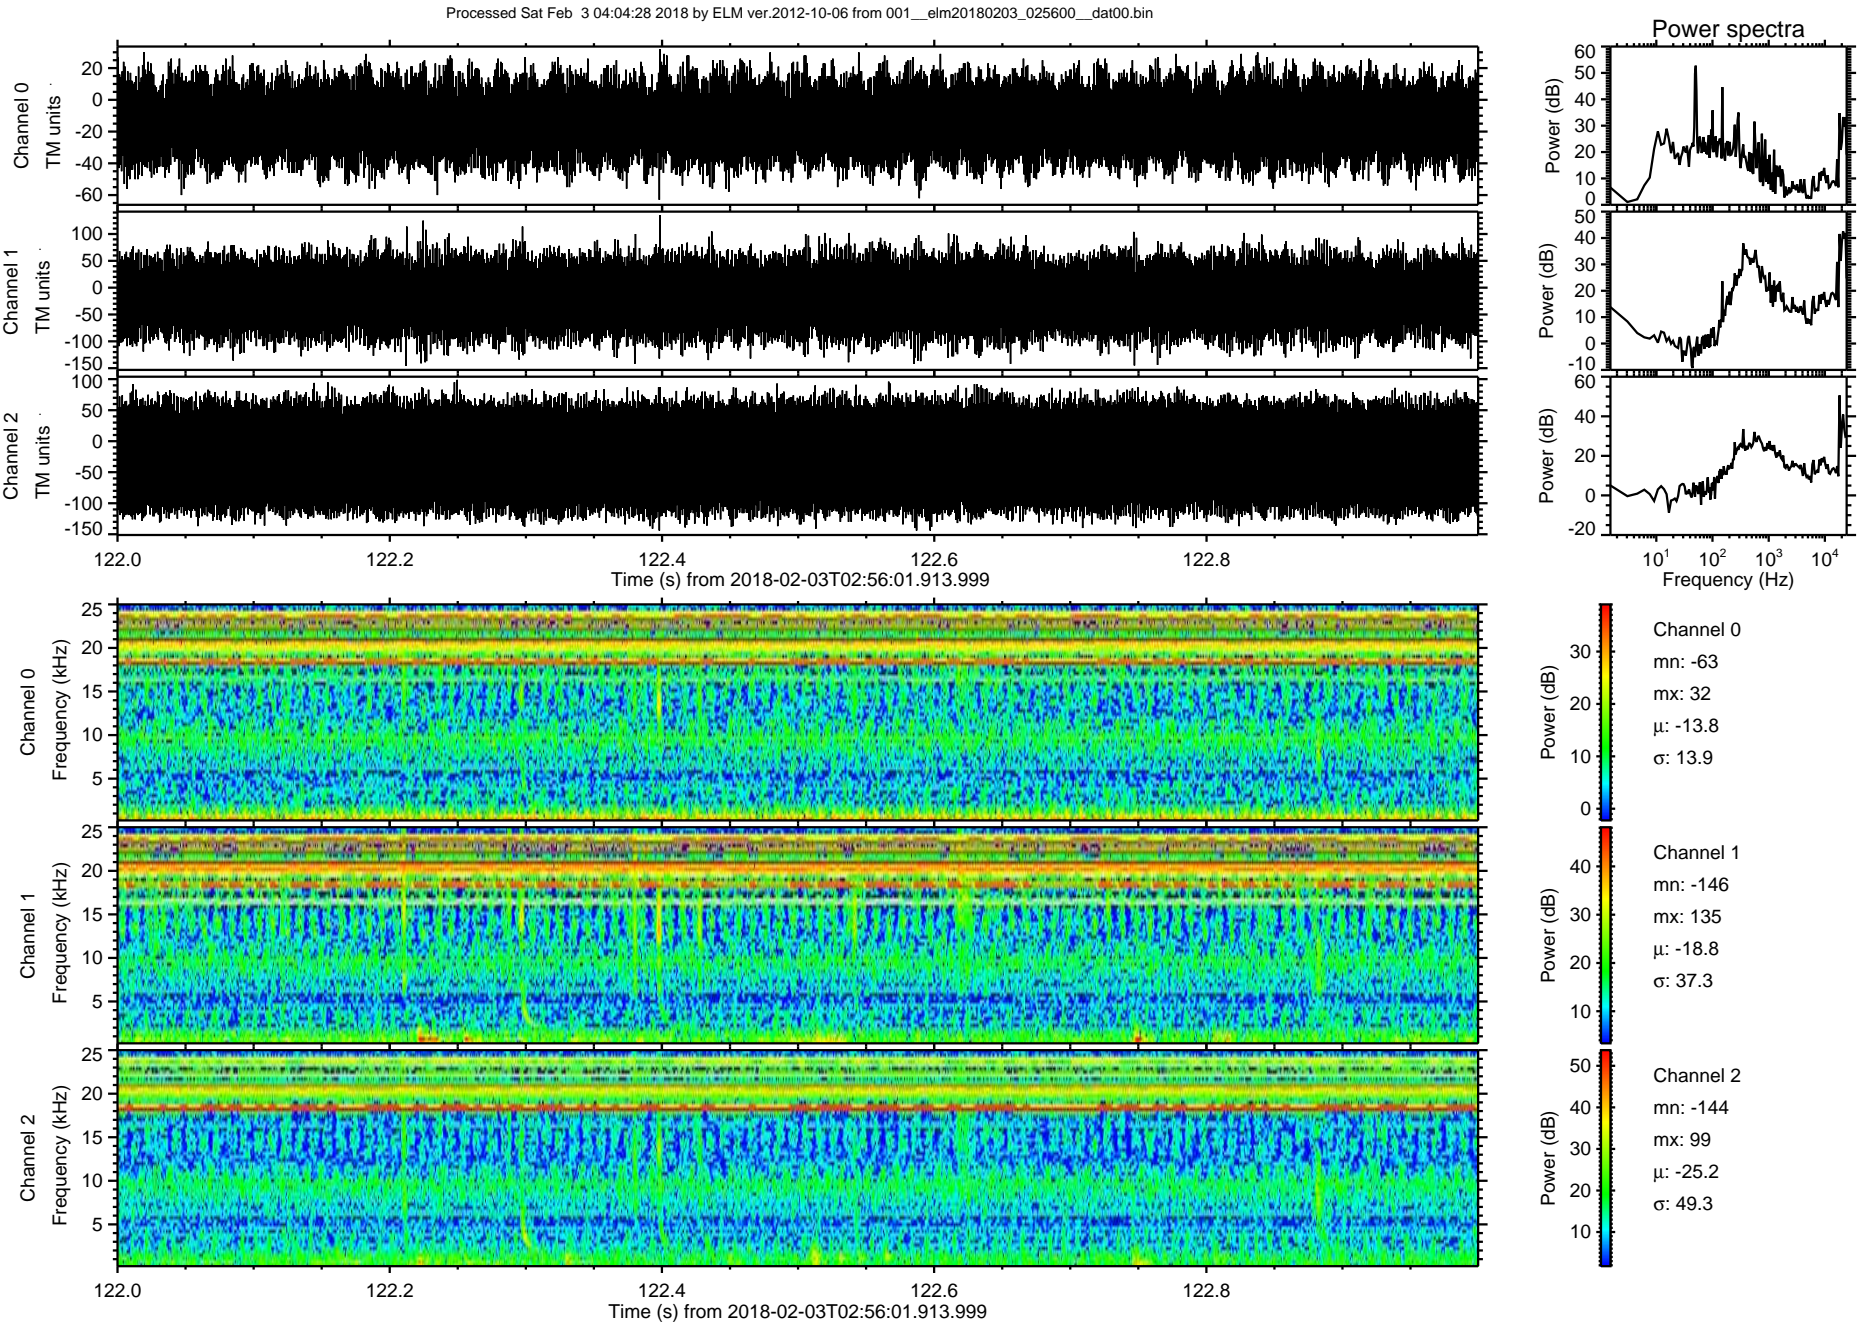 Processed Sat Feb  3 04:04:28 2018 by ELM ver.2012-10-06 from 001__elm20180203_025600__dat00.bin
Power spectra
Channel 0
TM units
20
0
-20
-40
-60
Power (dB)
60
50
40
30
20
10
0
Channel 1
TM units
100
50
0
-50
-100
-150
Power (dB)
50
40
30
20
10
0
-10
Channel 2
TM units
100
50
0
-50
-100
-150
Power (dB)
60
40
20
0
-20
122.0 122.2 122.4 122.6 122.8
Time (s) from 2018-02-03T02:56:01.913.999
10^1 10^2 10^3 10^4
Frequency (Hz)
Channel 0
Frequency (kHz)
25
20
15
10
5
Power (dB)
30
20
10
0
Channel 0
mn: -63
mx: 32
μ: -13.8
σ: 13.9
Channel 1
Frequency (kHz)
25
20
15
10
5
Power (dB)
40
30
20
10
Channel 1
mn: -146
mx: 135
μ: -18.8
σ: 37.3
Channel 2
Frequency (kHz)
25
20
15
10
5
Power (dB)
50
40
30
20
10
Channel 2
mn: -144
mx: 99
μ: -25.2
σ: 49.3
122.0 122.2 122.4 122.6 122.8
Time (s) from 2018-02-03T02:56:01.913.999